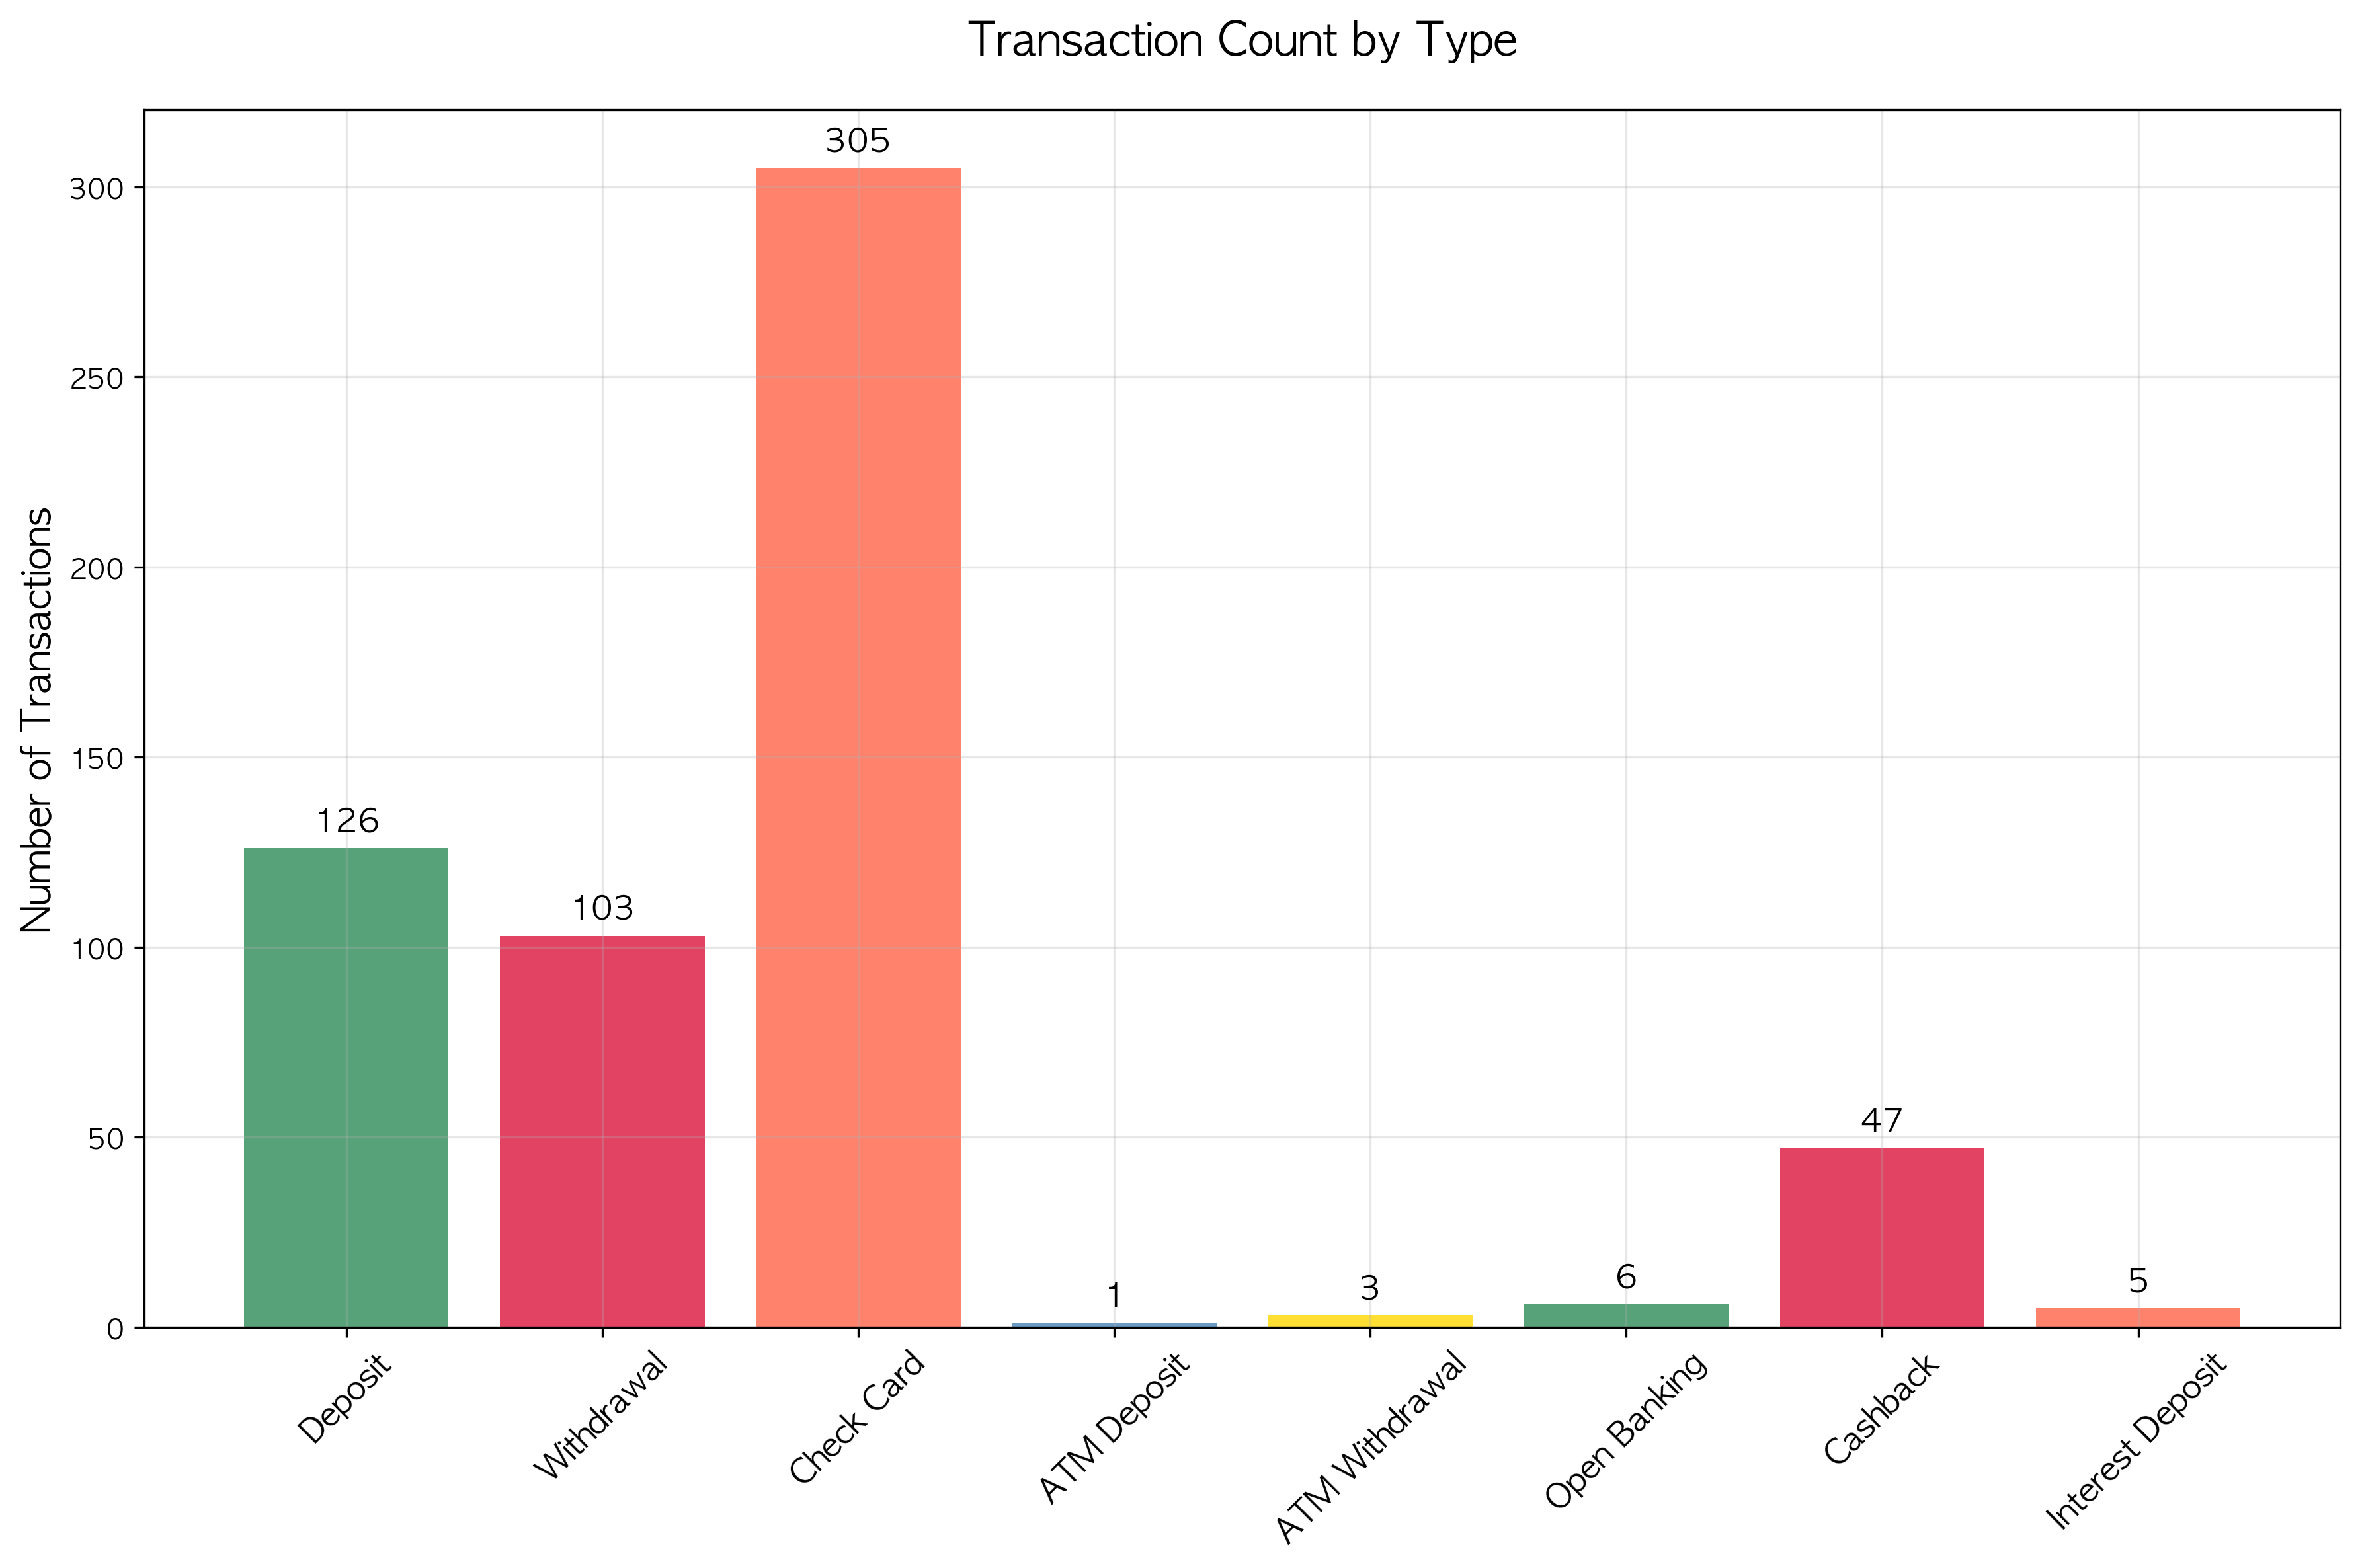 Transaction Count by Type
Number of Transactions
300
250
200
150
100
50
0
126
103
305
1
3
6
47
5
Deposit
Withdrawal
Check Card
ATM Deposit
ATM Withdrawal
Open Banking
Cashback
Interest Deposit